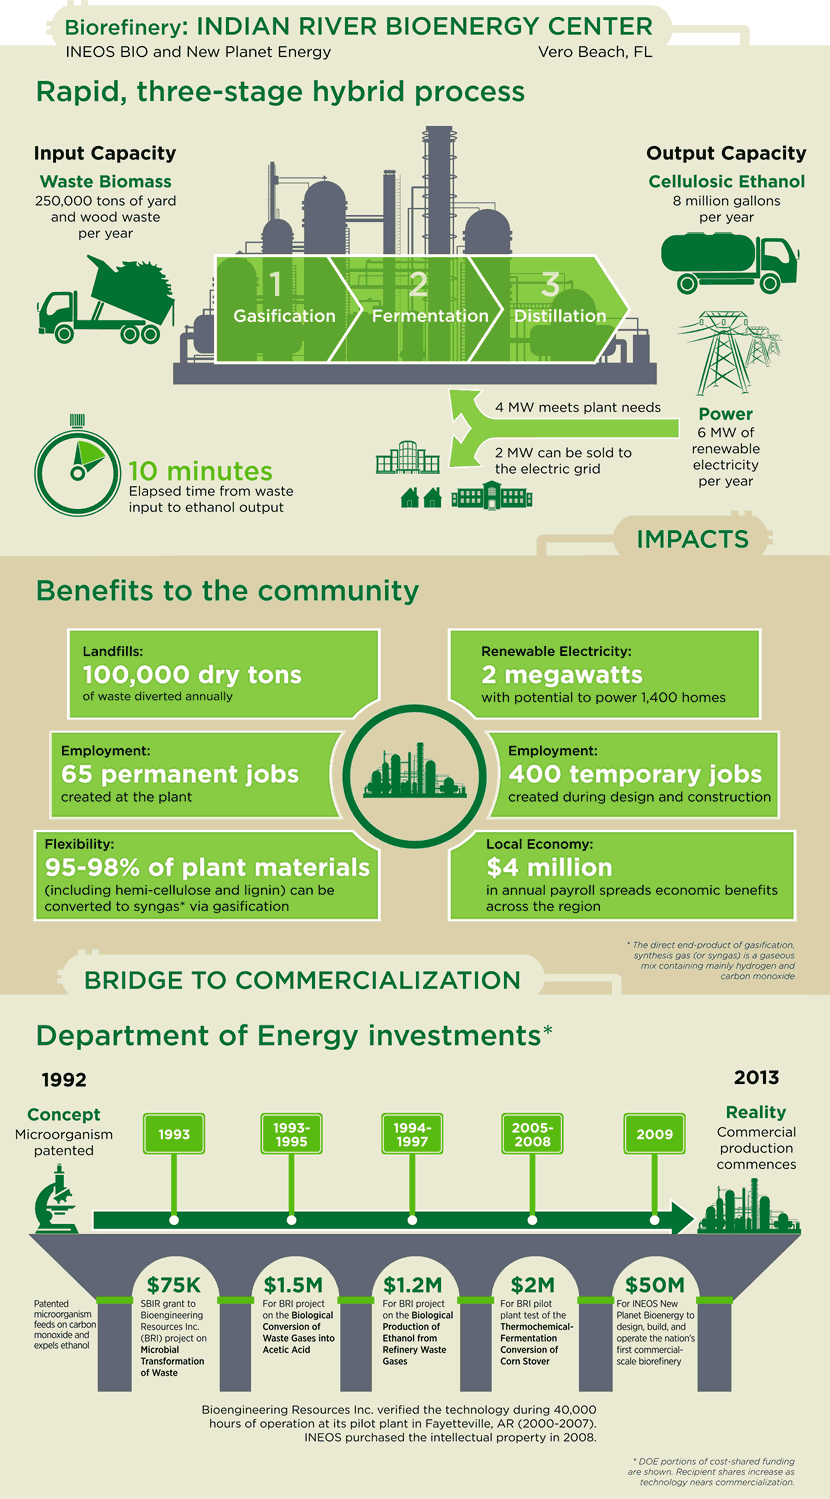 Biorefinery: INDIAN RIVER BIOENERGY CENTER
INEOS BIO and New Planet Energy
Vero Beach, FL
Rapid, three-stage hybrid process
Input Capacity
Waste Biomass
250,000 tons of yard
and wood waste
per year
Output Capacity
Cellulosic Ethanol
8 million gallons
per year
1
Gasification
2
Fermentation
3
Distillation
4 MW meets plant needs
2 MW can be sold to
the electric grid
Power
6 MW of
renewable
electricity
per year
10 minutes
Elapsed time from waste
input to ethanol output
IMPACTS
Benefits to the community
Landfills:
100,000 dry tons
of waste diverted annually
Renewable Electricity:
2 megawatts
with potential to power 1,400 homes
Employment:
65 permanent jobs
created at the plant
Employment:
400 temporary jobs
created during design and construction
Flexibility:
95-98% of plant materials
(including hemi-cellulose and lignin) can be
converted to syngas* via gasification
Local Economy:
$4 million
in annual payroll spreads economic benefits
across the region
* The direct end-product of gasification,
synthesis gas (or syngas) is a gaseous
mix containing mainly hydrogen and
carbon monoxide
BRIDGE TO COMMERCIALIZATION
Department of Energy investments*
1992
Concept
Microorganism
patented
1993
1993-
1995
1994-
1997
2005-
2008
2009
2013
Reality
Commercial
production
commences
Patented
microorganism
feeds on carbon
monoxide and
expels ethanol
$75K
SBIR grant to
Bioengineering
Resources Inc.
(BRI) project on
Microbial
Transformation
of Waste
$1.5M
For BRI project
on the Biological
Conversion of
Waste Gases into
Acetic Acid
$1.2M
For BRI project
on the Biological
Production of
Ethanol from
Refinery Waste
Gases
$2M
For BRI pilot
plant test of the
Thermochemical-
Fermentation
Conversion of
Corn Stover
$50M
For INEOS New
Planet Bioenergy to
design, build, and
operate the nation's
first commercial-
scale biorefinery
Bioengineering Resources Inc. verified the technology during 40,000
hours of operation at its pilot plant in Fayetteville, AR (2000-2007).
INEOS purchased the intellectual property in 2008.
* DOE portions of cost-shared funding
are shown. Recipient shares increase as
technology nears commercialization.